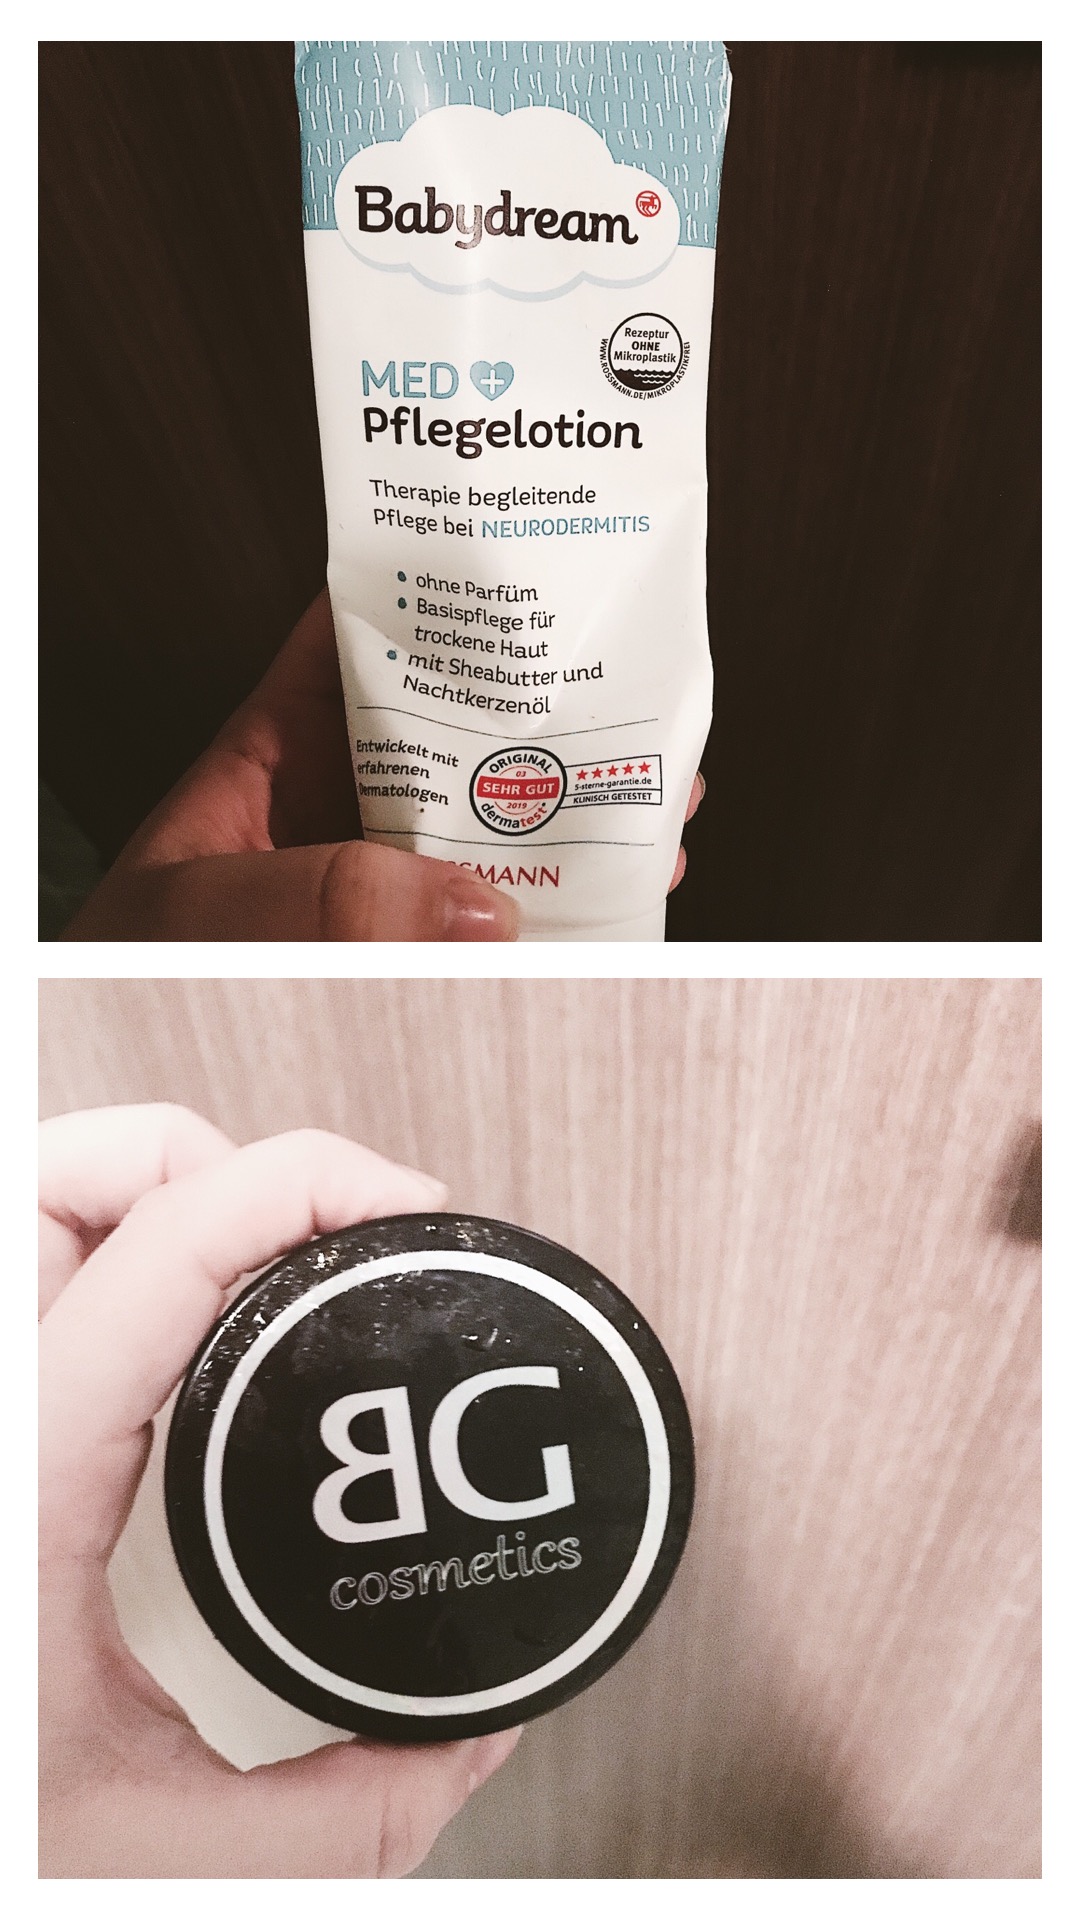 Babydream
Rezeptur
OHNE
Mikroplastik
WWW.ROSSMANN.DE/MIKROPLASTIKFREI
MED
Pflegelotion
Therapie begleitende
Pflege bei NEURODERMITIS
ohne Parfüm
Basispflege für
trockene Haut
mit Sheabutter und
Nachtkerzenöl
Entwickelt mit
erfahrenen
Dermatologen
ORIGINAL
03
SEHR GUT
2019
dermatest
5-sterne-garantie.de
KLINISCH GETESTET
SMANN
BG
cosmetics